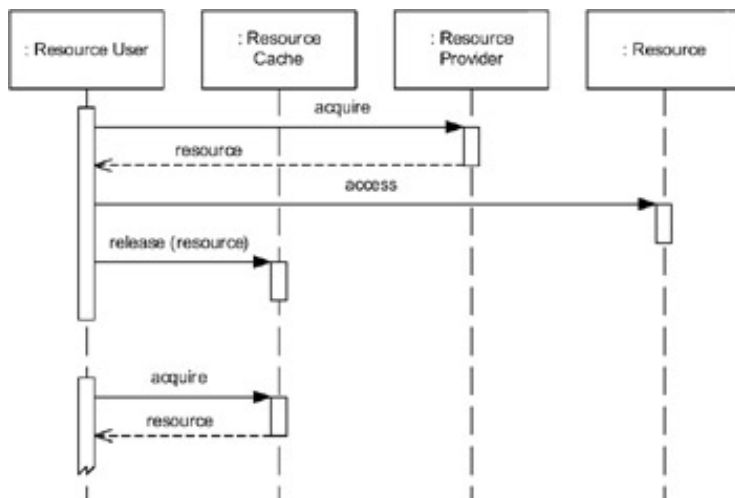 : Resource User
: Resource
Cache
: Resource
Provider
: Resource
acquire
resource
access
release (resource)
acquire
resource